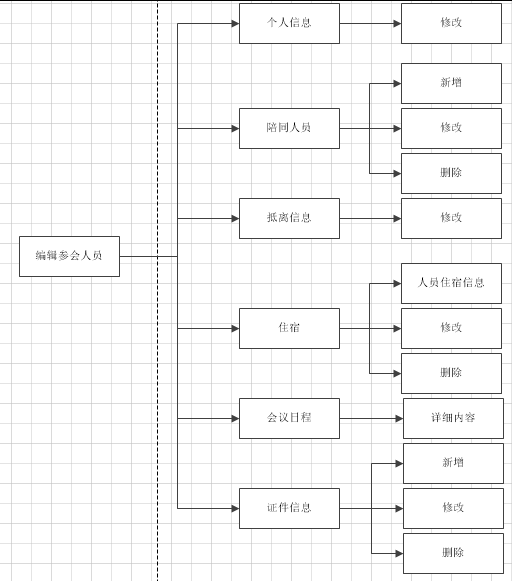 个人信息
修改
新增
陪同人员
修改
删除
抵离信息
修改
编辑参会人员
人员住宿信息
住宿
修改
删除
会议日程
详细内容
新增
证件信息
修改
删除